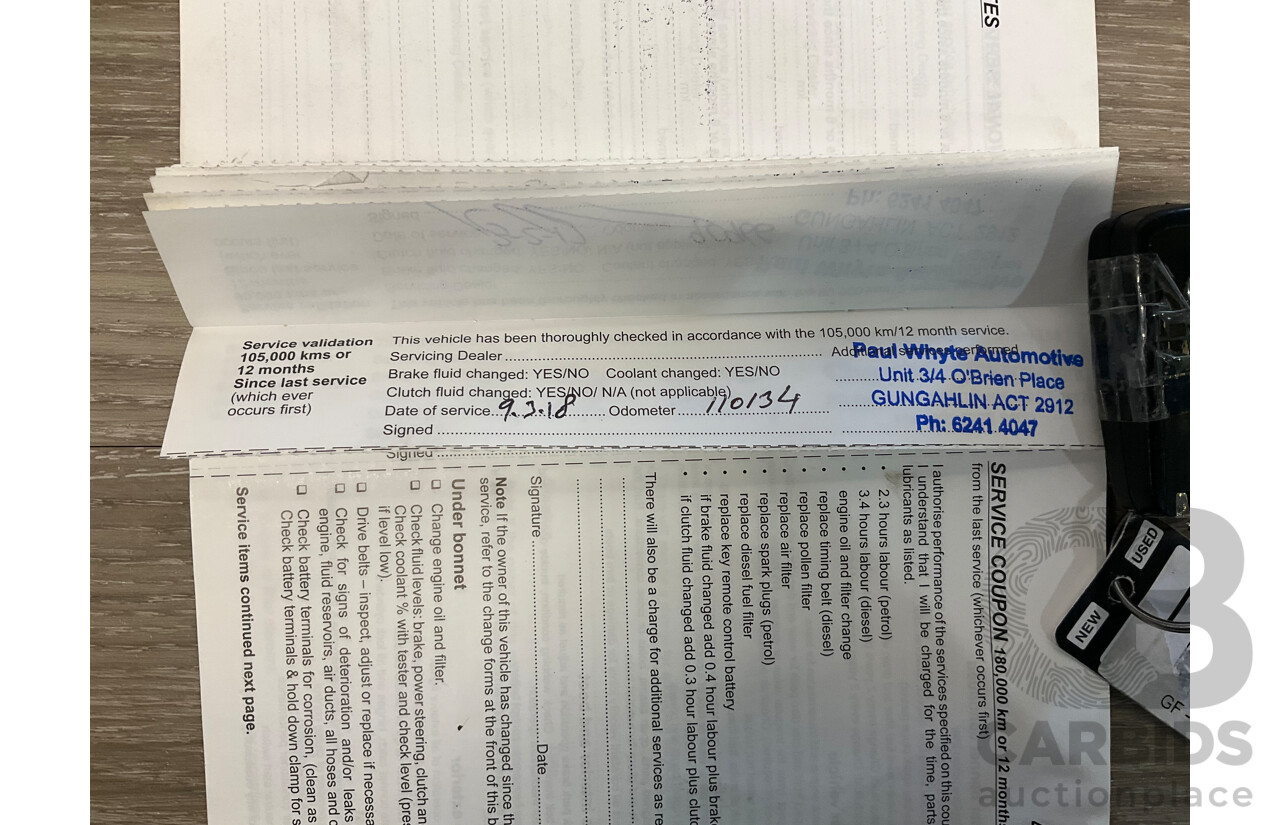 TES
Service validation
105,000 kms or
12 months
Since last service
(which ever
occurs first)
This vehicle has been thoroughly checked in accordance with the 105,000 km/12 month service.
Servicing Dealer
Brake fluid changed: YES/NO Coolant changed: YES/NO
Clutch fluid changed: YES/NO/ N/A (not applicable)
Date of service 9.3.18 Odometer 110134
Signed
Paul Whyte Automotive
Unit 3/4 O'Brien Place
GUNGAHLIN ACT 2912
Ph: 6241 4047
Signed
SERVICE COUPON 180,000 km or 12 months
from the last service (whichever occurs first)
I authorise performance of the services specified on this cou
I understand that I will be charged for the time, parts
lubricants as listed.
• 2.3 hours labour (petrol)
• 3.4 hours labour (diesel)
• engine oil and filter change
• replace timing belt (diesel)
• replace pollen filter
• replace air filter
• replace spark plugs (petrol)
• replace diesel fuel filter
• replace key remote control battery
• if brake fluid changed add 0.4 hour labour plus brak
• if clutch fluid changed add 0.3 hour labour plus clutc
There will also be a charge for additional services as re
Signature Date
Note If the owner of this vehicle has changed since th
service, refer to the change forms at the front of this b
Under bonnet
❑ Change engine oil and filter.
❑ Check fluid levels: brake, power steering, clutch an
Check coolant % with tester and check level (pres
if level low).
❑ Drive belts – inspect, adjust or replace if necessa
❑ Check for signs of deterioration and/or leaks
engine, fluid reservoirs, air ducts, all hoses and c
❑ Check battery terminals for corrosion, (clean as
Check battery terminals & hold down clamp for s
Service items continued next page.
USED
NEW
GF
CARBIDS
auctionplace